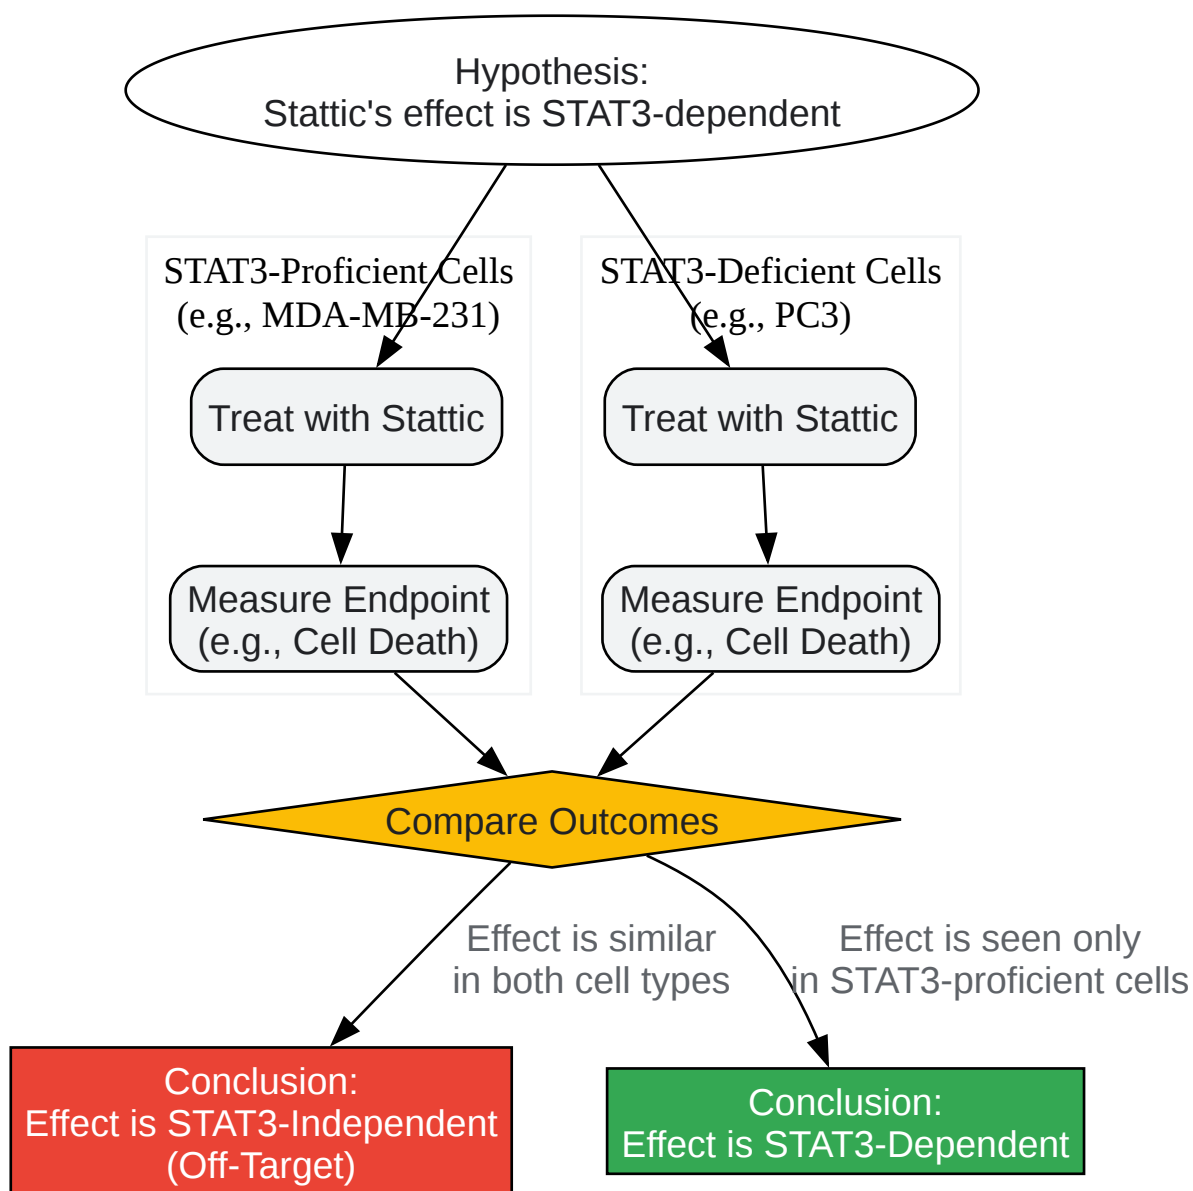 Hypothesis:
Stattic's effect is STAT3-dependent
STAT3-Proficient Cells
(e.g., MDA-MB-231)
STAT3-Deficient Cells
(e.g., PC3)
Treat with Stattic
Treat with Stattic
Measure Endpoint
(e.g., Cell Death)
Measure Endpoint
(e.g., Cell Death)
Compare Outcomes
Effect is similar
in both cell types
Effect is seen only
in STAT3-proficient cells
Conclusion:
Effect is STAT3-Independent
(Off-Target)
Conclusion:
Effect is STAT3-Dependent